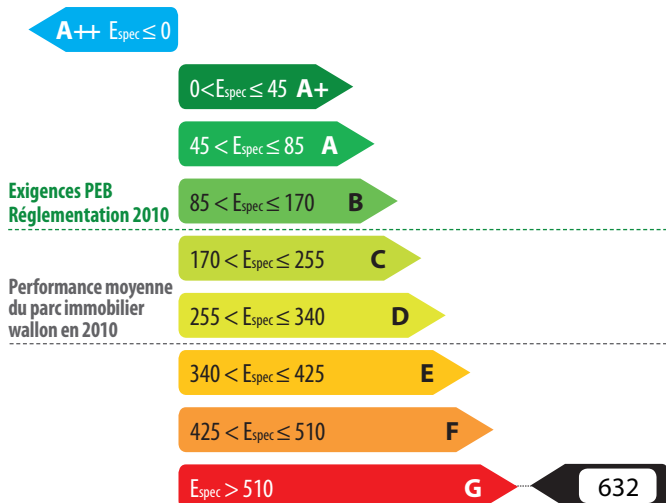 A++ Espec ≤ 0
0 < Espec ≤ 45 A+
45 < Espec ≤ 85 A
Exigences PEB
Réglementation 2010
85 < Espec ≤ 170 B
170 < Espec ≤ 255 C
Performance moyenne
du parc immobilier
wallon en 2010
255 < Espec ≤ 340 D
340 < Espec ≤ 425 E
425 < Espec ≤ 510 F
Espec > 510 G
632